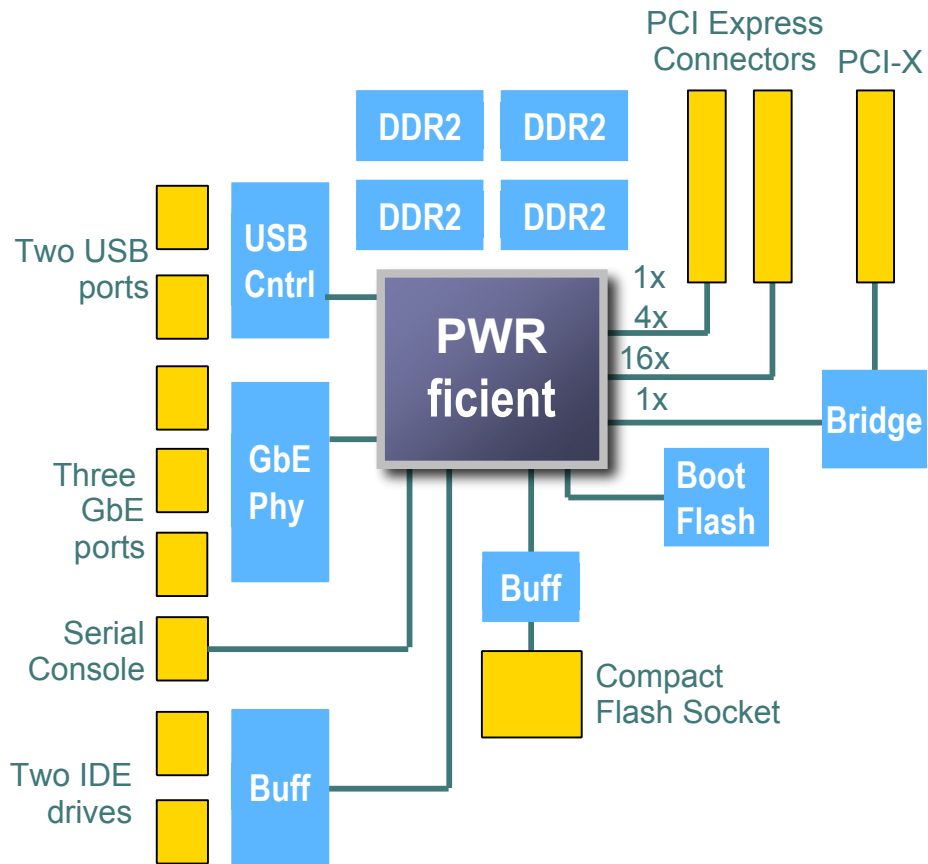 PCI Express
Connectors
PCI-X
DDR2
DDR2
DDR2
DDR2
Two USB
ports
USB
Cntrl
1x
4x
16x
1x
PWR
ficient
Bridge
Three
GbE
ports
GbE
Phy
Boot
Flash
Buff
Serial
Console
Compact
Flash Socket
Two IDE
drives
Buff